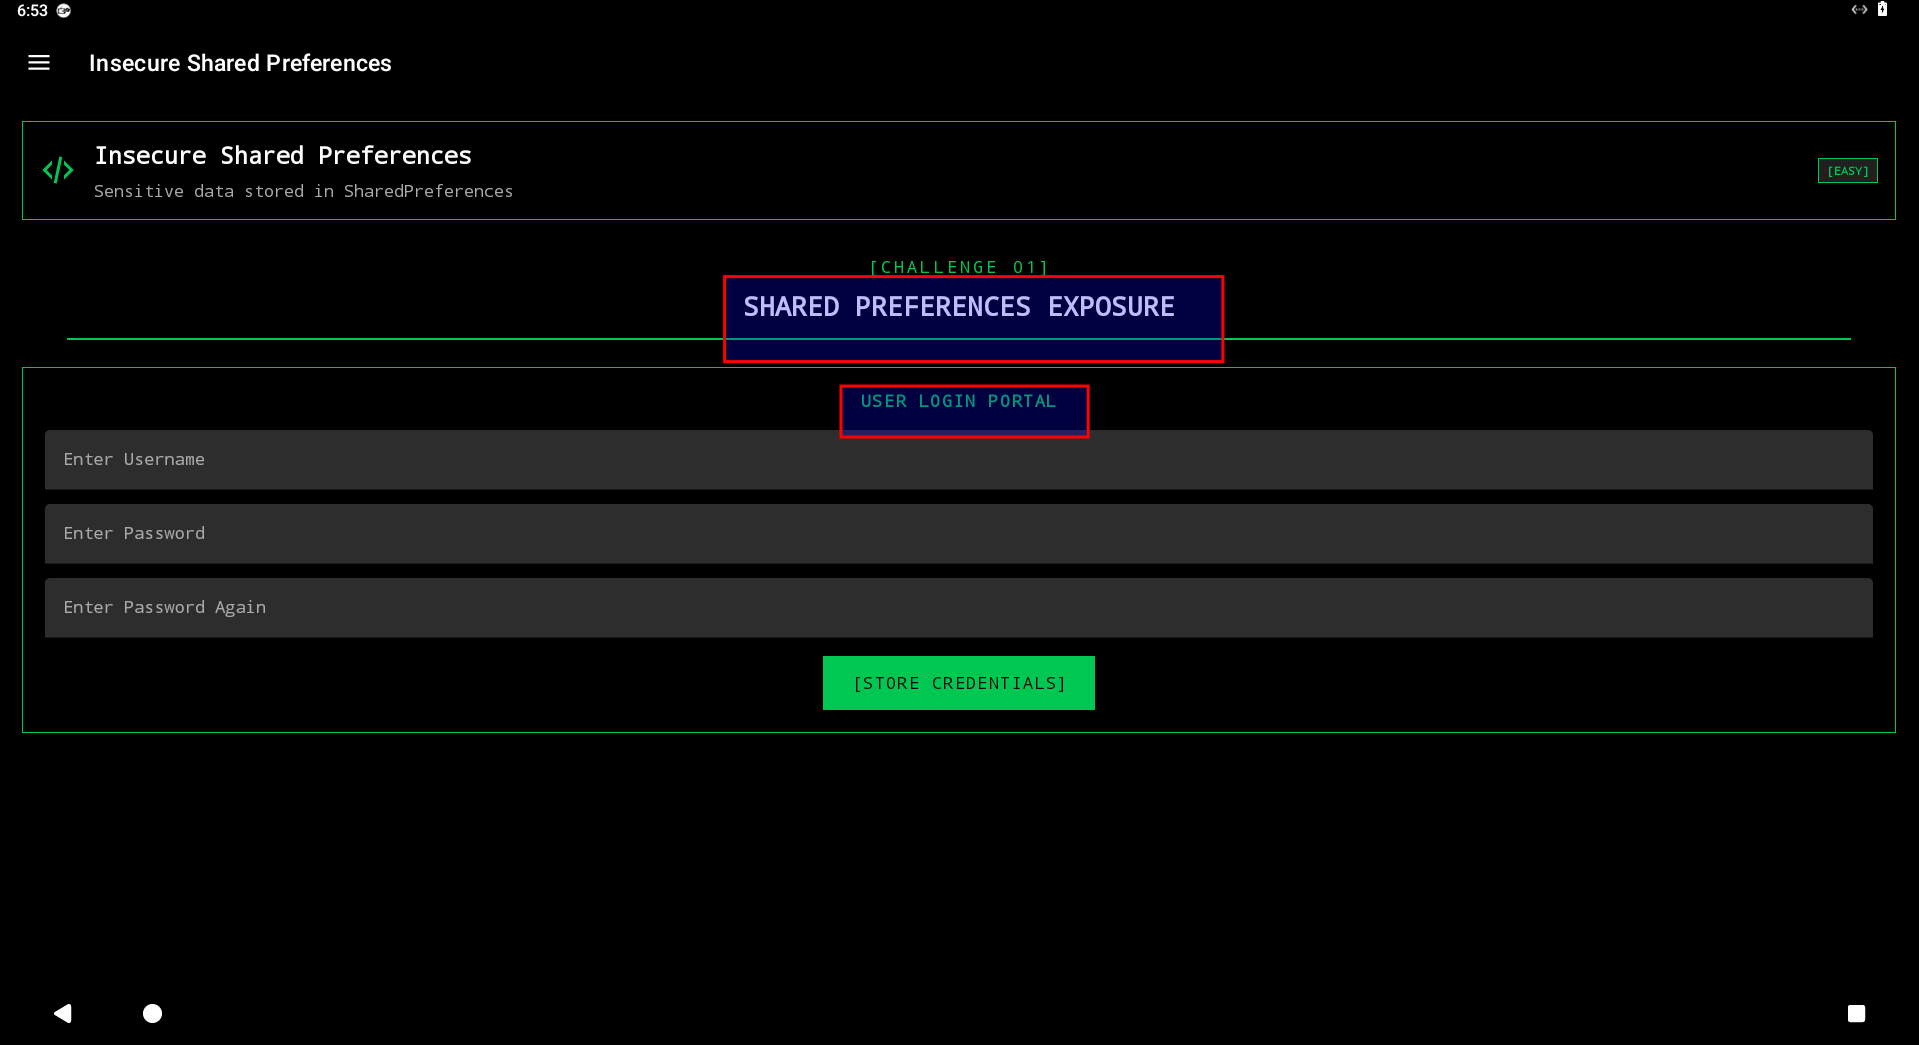 6:53
Insecure Shared Preferences
Insecure Shared Preferences
Sensitive data stored in SharedPreferences
[EASY]
[CHALLENGE 01]
SHARED PREFERENCES EXPOSURE
USER LOGIN PORTAL
Enter Username
Enter Password
Enter Password Again
[STORE CREDENTIALS]